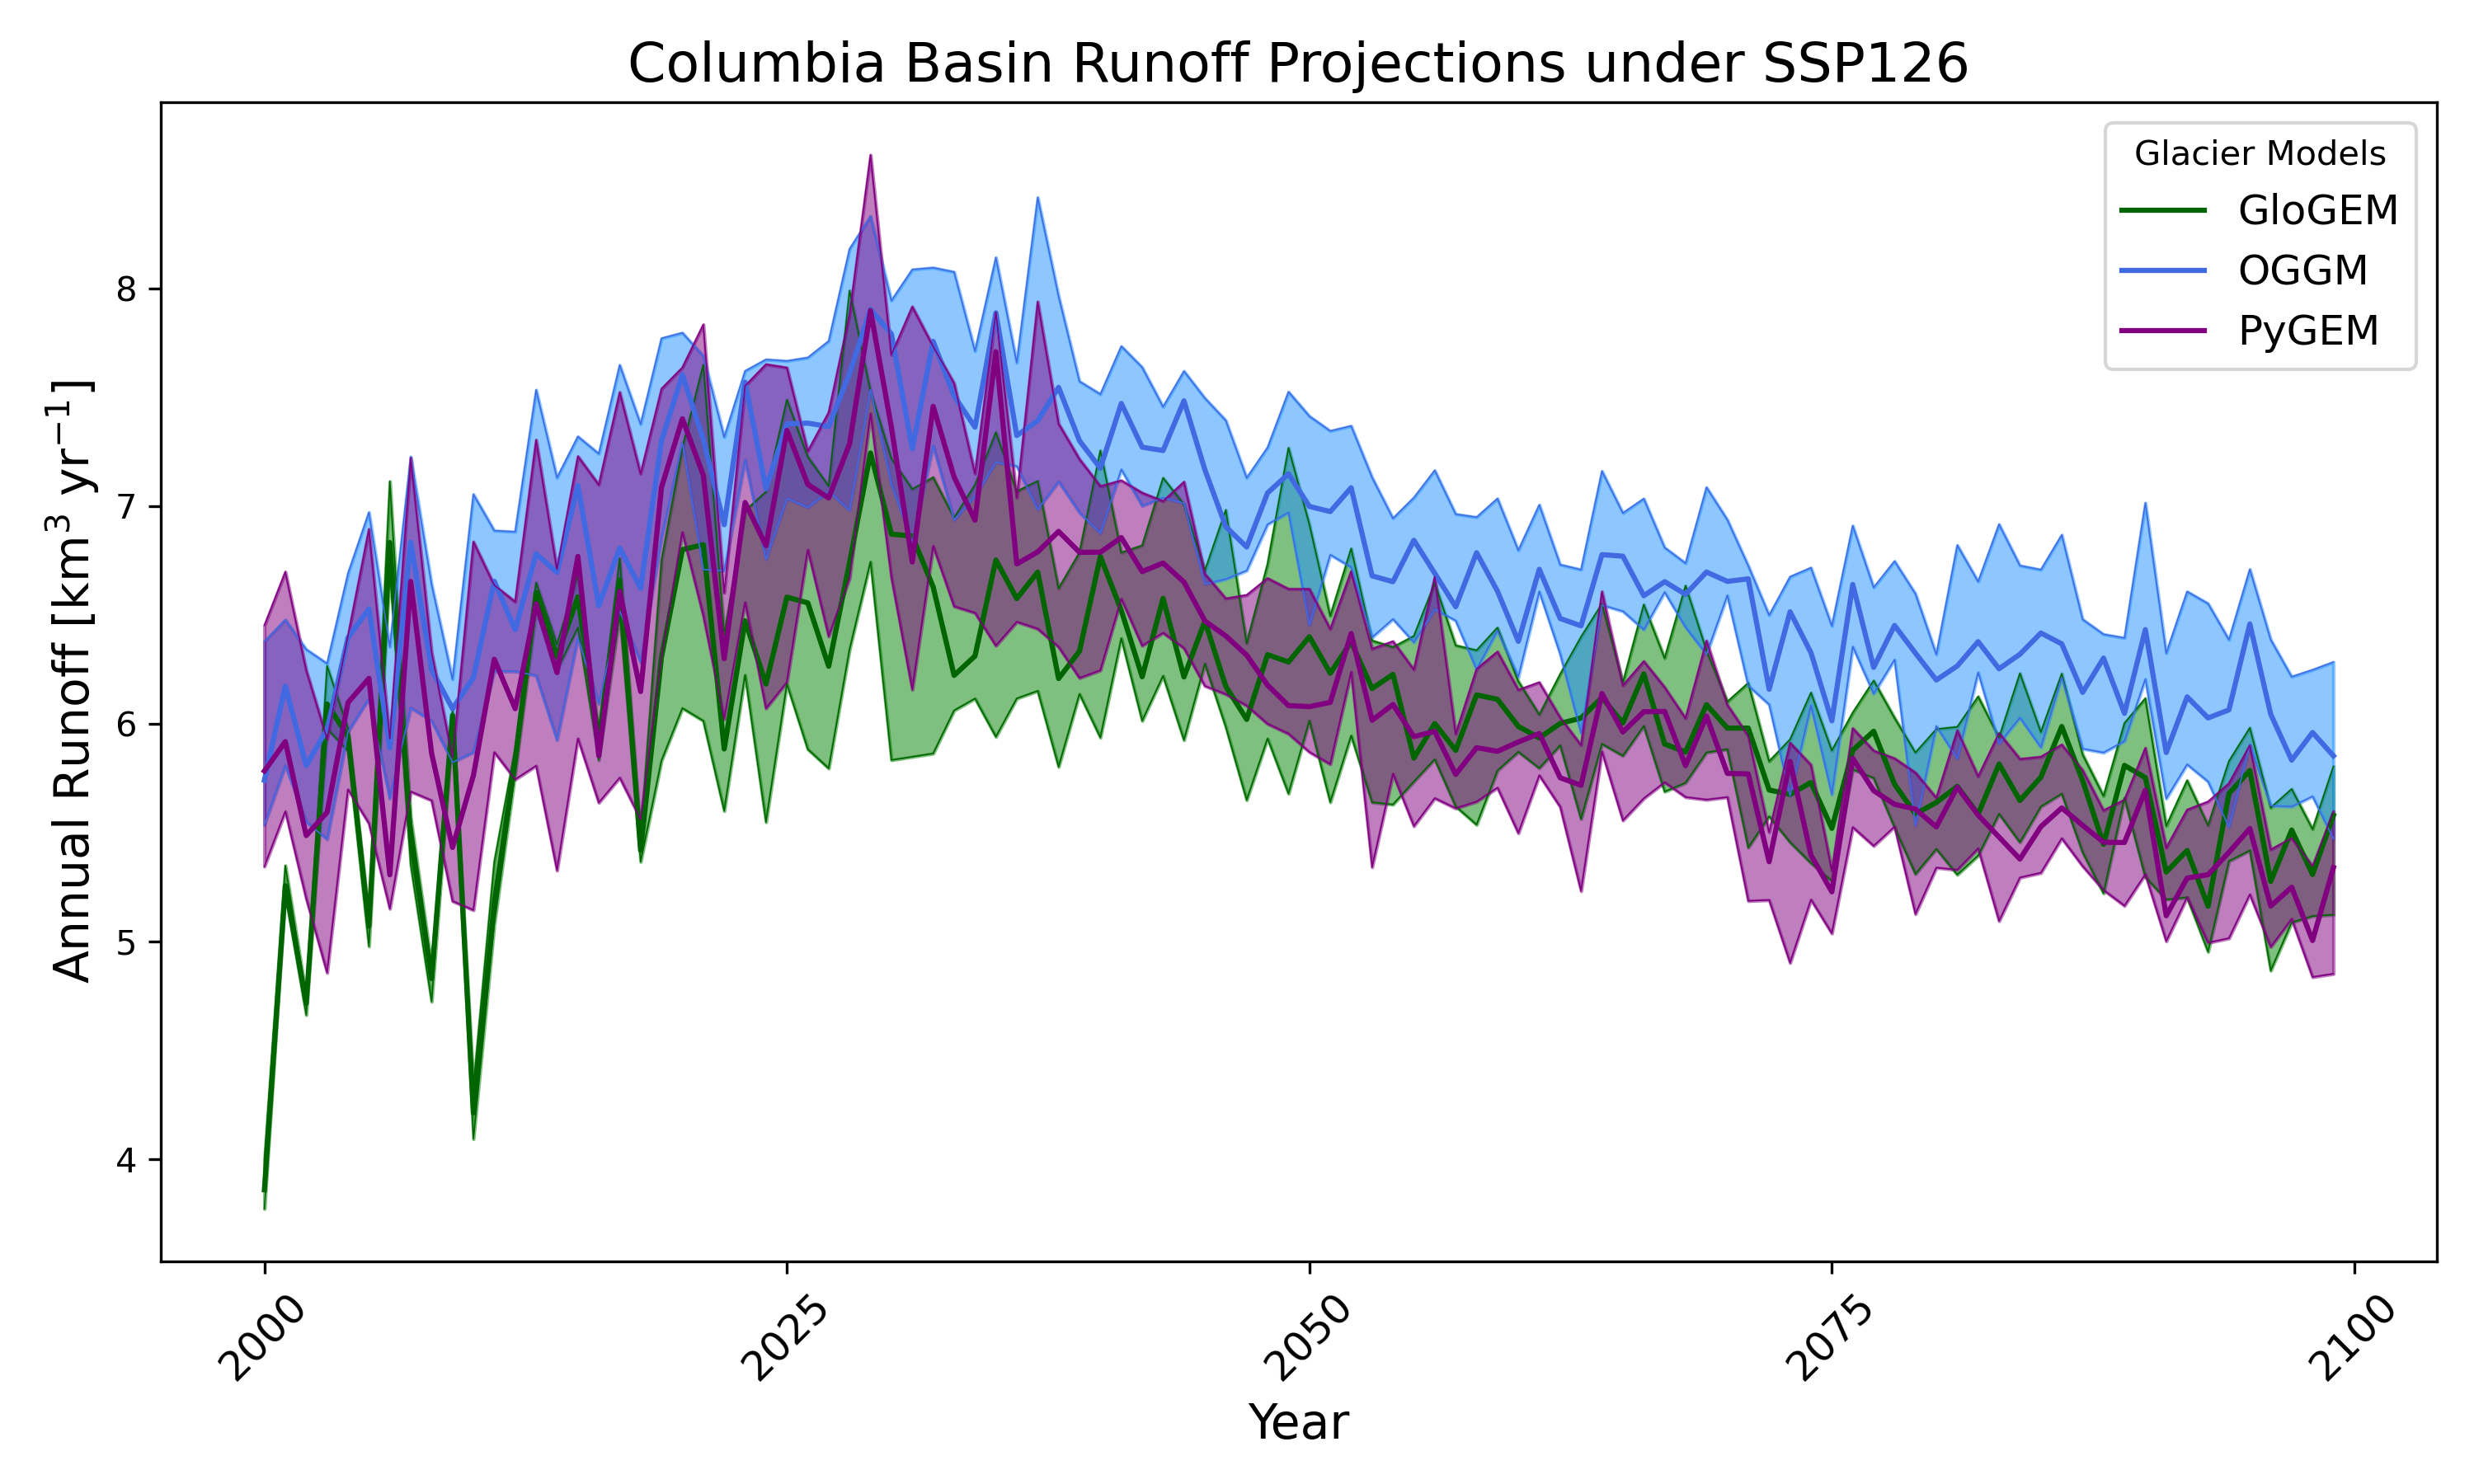 Columbia Basin Runoff Projections under SSP126
Glacier Models
GloGEM
OGGM
PyGEM
Annual Runoff [km³ yr⁻¹]
8
7
6
5
4
2000
2025
2050
2075
2100
Year